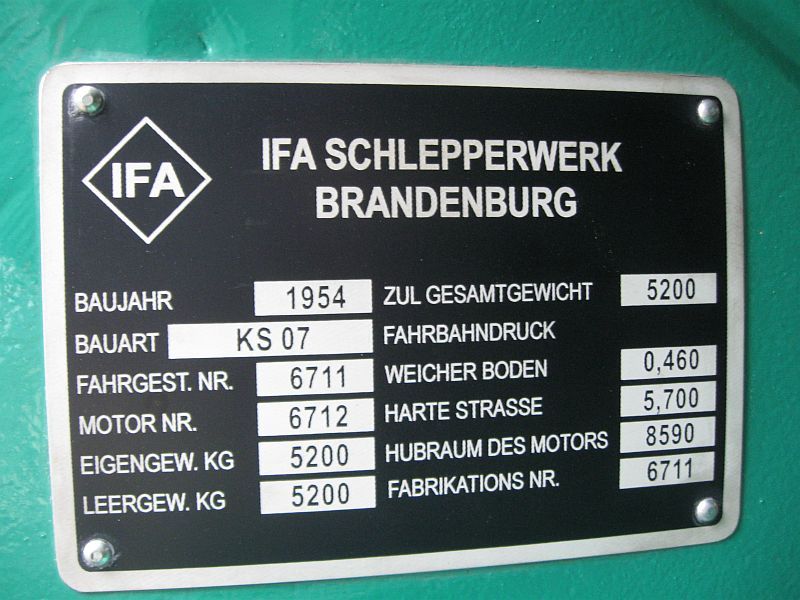 IFA
IFA SCHLEPPERWERK
BRANDENBURG
BAUJAHR 1954
BAUART KS 07
FAHRGEST. NR. 6711
MOTOR NR. 6712
EIGENGEW. KG 5200
LEERGEW. KG 5200
ZUL GESAMTGEWICHT 5200
FAHRBAHNDRUCK
WEICHER BODEN 0,460
HARTE STRASSE 5,700
HUBRAUM DES MOTORS 8590
FABRIKATIONS NR. 6711